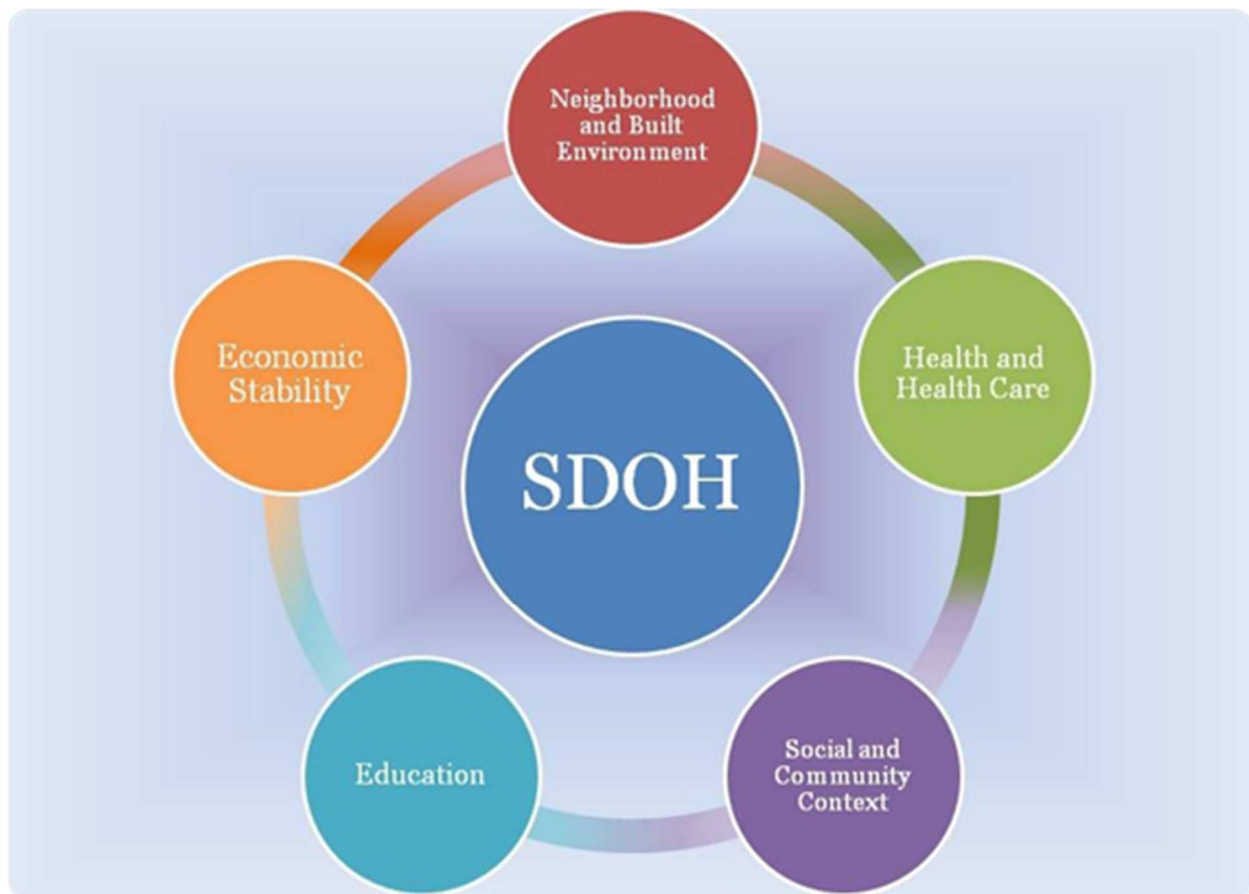 Neighborhood
and Built
Environment
Economic
Stability
Health and
Health Care
SDOH
Education
Social and
Community
Context